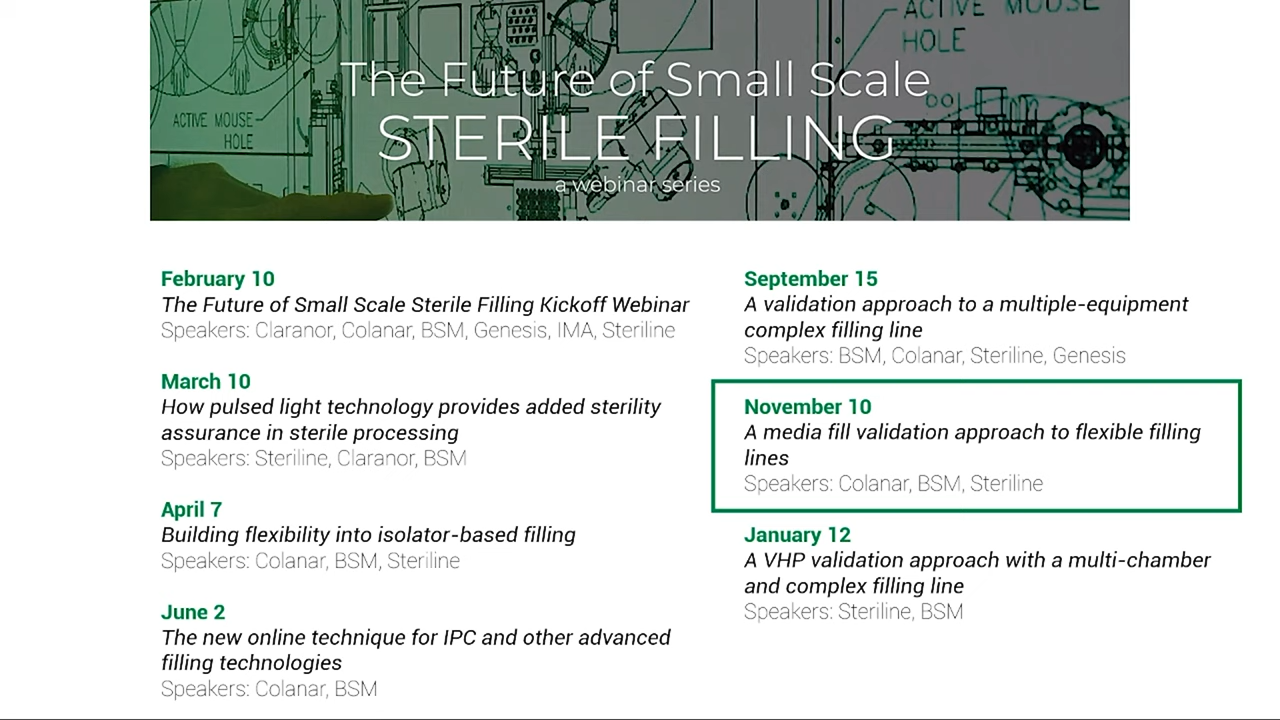 ACTIVE MOUSE
HOLE
The Future of Small Scale
STERILE FILLING
a webinar series
ACTIVE MOUSE
HOLE
February 10
The Future of Small Scale Sterile Filling Kickoff Webinar
Speakers: Claranor, Colanar, BSM, Genesis, IMA, Steriline
March 10
How pulsed light technology provides added sterility
assurance in sterile processing
Speakers: Steriline, Claranor, BSM
April 7
Building flexibility into isolator-based filling
Speakers: Colanar, BSM, Steriline
June 2
The new online technique for IPC and other advanced
filling technologies
Speakers: Colanar, BSM
September 15
A validation approach to a multiple-equipment
complex filling line
Speakers: BSM, Colanar, Steriline, Genesis
November 10
A media fill validation approach to flexible filling
lines
Speakers: Colanar, BSM, Steriline
January 12
A VHP validation approach with a multi-chamber
and complex filling line
Speakers: Steriline, BSM